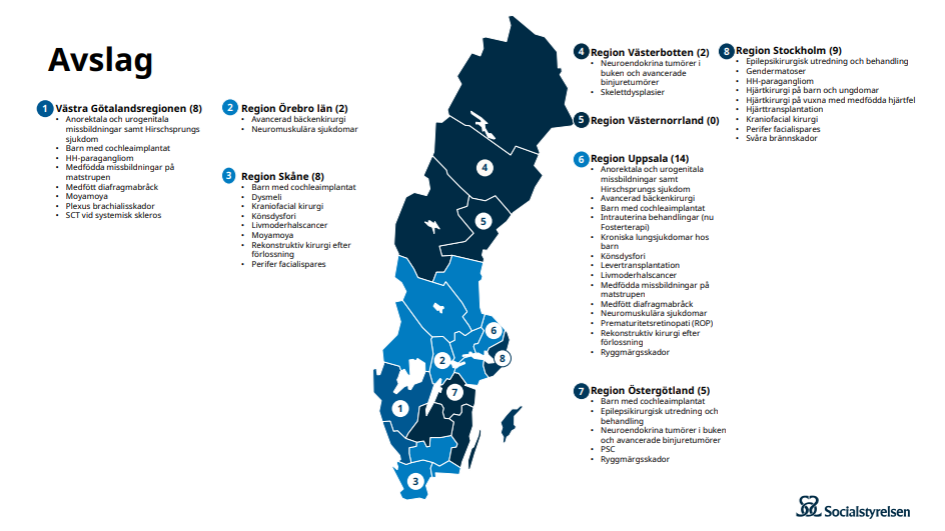 Avslag
1 Västra Götalandsregionen (8)
• Anorektala och urogenitala
missbildningar samt Hirschsprungs
sjukdom
• Barn med cochleaimplantat
• HH-paragangliom
• Medfödda missbildningar på
matstrupen
• Medfött diafragmabråck
• Moyamoya
• Plexus brachialisskador
• SCT vid systemisk skleros
2 Region Örebro län (2)
• Avancerad bäckenkirurgi
• Neuromuskulära sjukdomar
3 Region Skåne (8)
• Barn med cochleaimplantat
• Dysmeli
• Kraniofacial kirurgi
• Könsdysfori
• Livmoderhalscancer
• Moyamoya
• Rekonstruktiv kirurgi efter
förlossning
• Perifer facialispares
4
5
6
8
2
7
1
3
4 Region Västerbotten (2)
• Neuroendokrina tumörer i
buken och avancerade
binjuretumörer
• Skelettdysplasier
5 Region Västernorrland (0)
6 Region Uppsala (14)
• Anorektala och urogenitala
missbildningar samt
Hirschsprungs sjukdom
• Avancerad bäckenkirurgi
• Barn med cochleaimplantat
• Intrauterina behandlingar (nu
Fosterterapi)
• Kroniska lungsjukdomar hos
barn
• Könsdysfori
• Levertransplantation
• Livmoderhalscancer
• Medfödda missbildningar på
matstrupen
• Medfött diafragmabråck
• Neuromuskulära sjukdomar
• Prematuritetsretinopati (ROP)
• Rekonstruktiv kirurgi efter
förlossning
• Ryggmärgsskador
7 Region Östergötland (5)
• Barn med cochleaimplantat
• Epilepsikirurgisk utredning och
behandling
• Neuroendokrina tumörer i buken
och avancerade binjuretumörer
• PSC
• Ryggmärgsskador
8 Region Stockholm (9)
• Epilepsikirurgisk utredning och behandling
• Gendermatoser
• HH-paragangliom
• Hjärtkirurgi på barn och ungdomar
• Hjärtkirurgi på vuxna med medfödda hjärtfel
• Hjärttransplantation
• Kraniofacial kirurgi
• Perifer facialispares
• Svåra brännskador
Socialstyrelsen